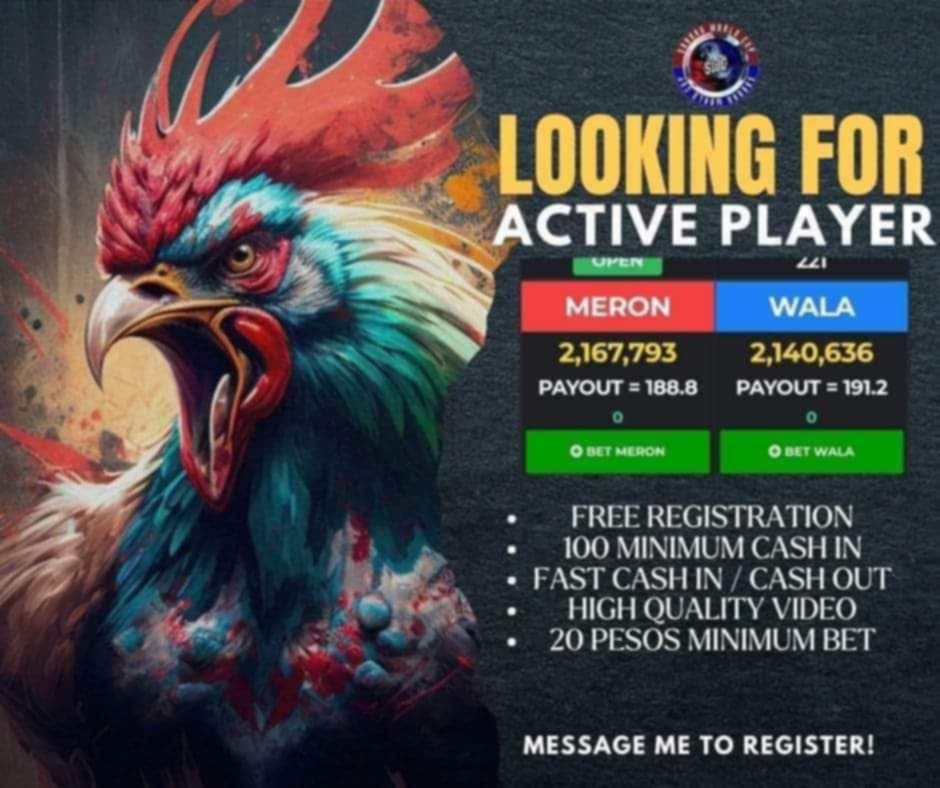 LOOKING FOR
ACTIVE PLAYER
OPEN 221
MERON WALA
2,167,793 2,140,636
PAYOUT = 188.8 PAYOUT = 191.2
0 0
BET MERON BET WALA
• FREE REGISTRATION
• 100 MINIMUM CASH IN
• FAST CASH IN / CASH OUT
• HIGH QUALITY VIDEO
• 20 PESOS MINIMUM BET
MESSAGE ME TO REGISTER!